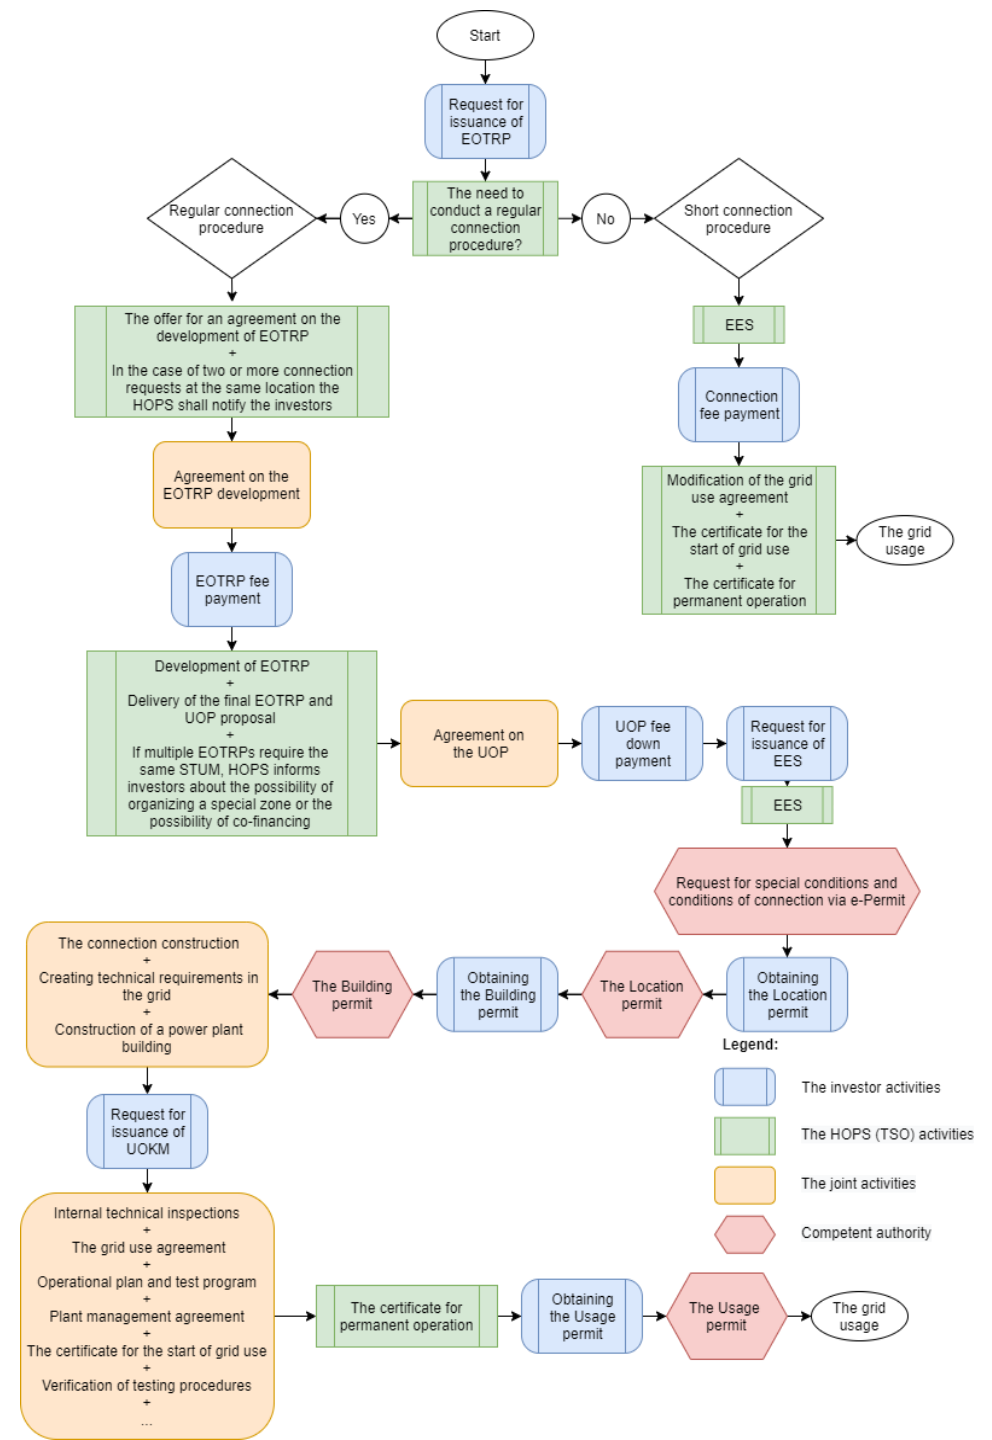 Start
Request for
issuance of
EOTRP
Regular connection
procedure
Yes
The need to
conduct a regular
connection
procedure?
No
Short connection
procedure
The offer for an agreement on the
development of EOTRP
+
In the case of two or more connection
requests at the same location the
HOPS shall notify the investors
EES
Connection
fee payment
Agreement on the
EOTRP development
Modification of the grid
use agreement
+
The certificate for the
start of grid use
+
The certificate for
permanent operation
The grid
usage
EOTRP fee
payment
Development of EOTRP
+
Delivery of the final EOTRP and
UOP proposal
+
If multiple EOTRPs require the
same STUM, HOPS informs
investors about the possibility of
organizing a special zone or the
possibility of co-financing
Agreement on
the UOP
UOP fee
down
payment
Request for
issuance of
EES
EES
Request for special conditions and
conditions of connection via e-Permit
The connection construction
+
Creating technical requirements in
the grid
+
Construction of a power plant
building
The Building
permit
Obtaining
the Building
permit
The Location
permit
Obtaining
the Location
permit
Legend:
The investor activities
The HOPS (TSO) activities
The joint activities
Competent authority
Request for
issuance of
UOKM
Internal technical inspections
+
The grid use agreement
+
Operational plan and test program
+
Plant management agreement
+
The certificate for the start of grid use
+
Verification of testing procedures
+
...
The certificate for
permanent operation
Obtaining
the Usage
permit
The Usage
permit
The grid
usage